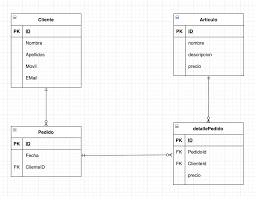 Cliente
PK ID
Nombre
Apellidos
Movil
EMail
Articulo
PK ID
nombre
descripcion
precio
Pedido
PK ID
Fecha
FK ClienteID
detallePedido
PK ID
FK PedidoId
FK ClienteId
precio